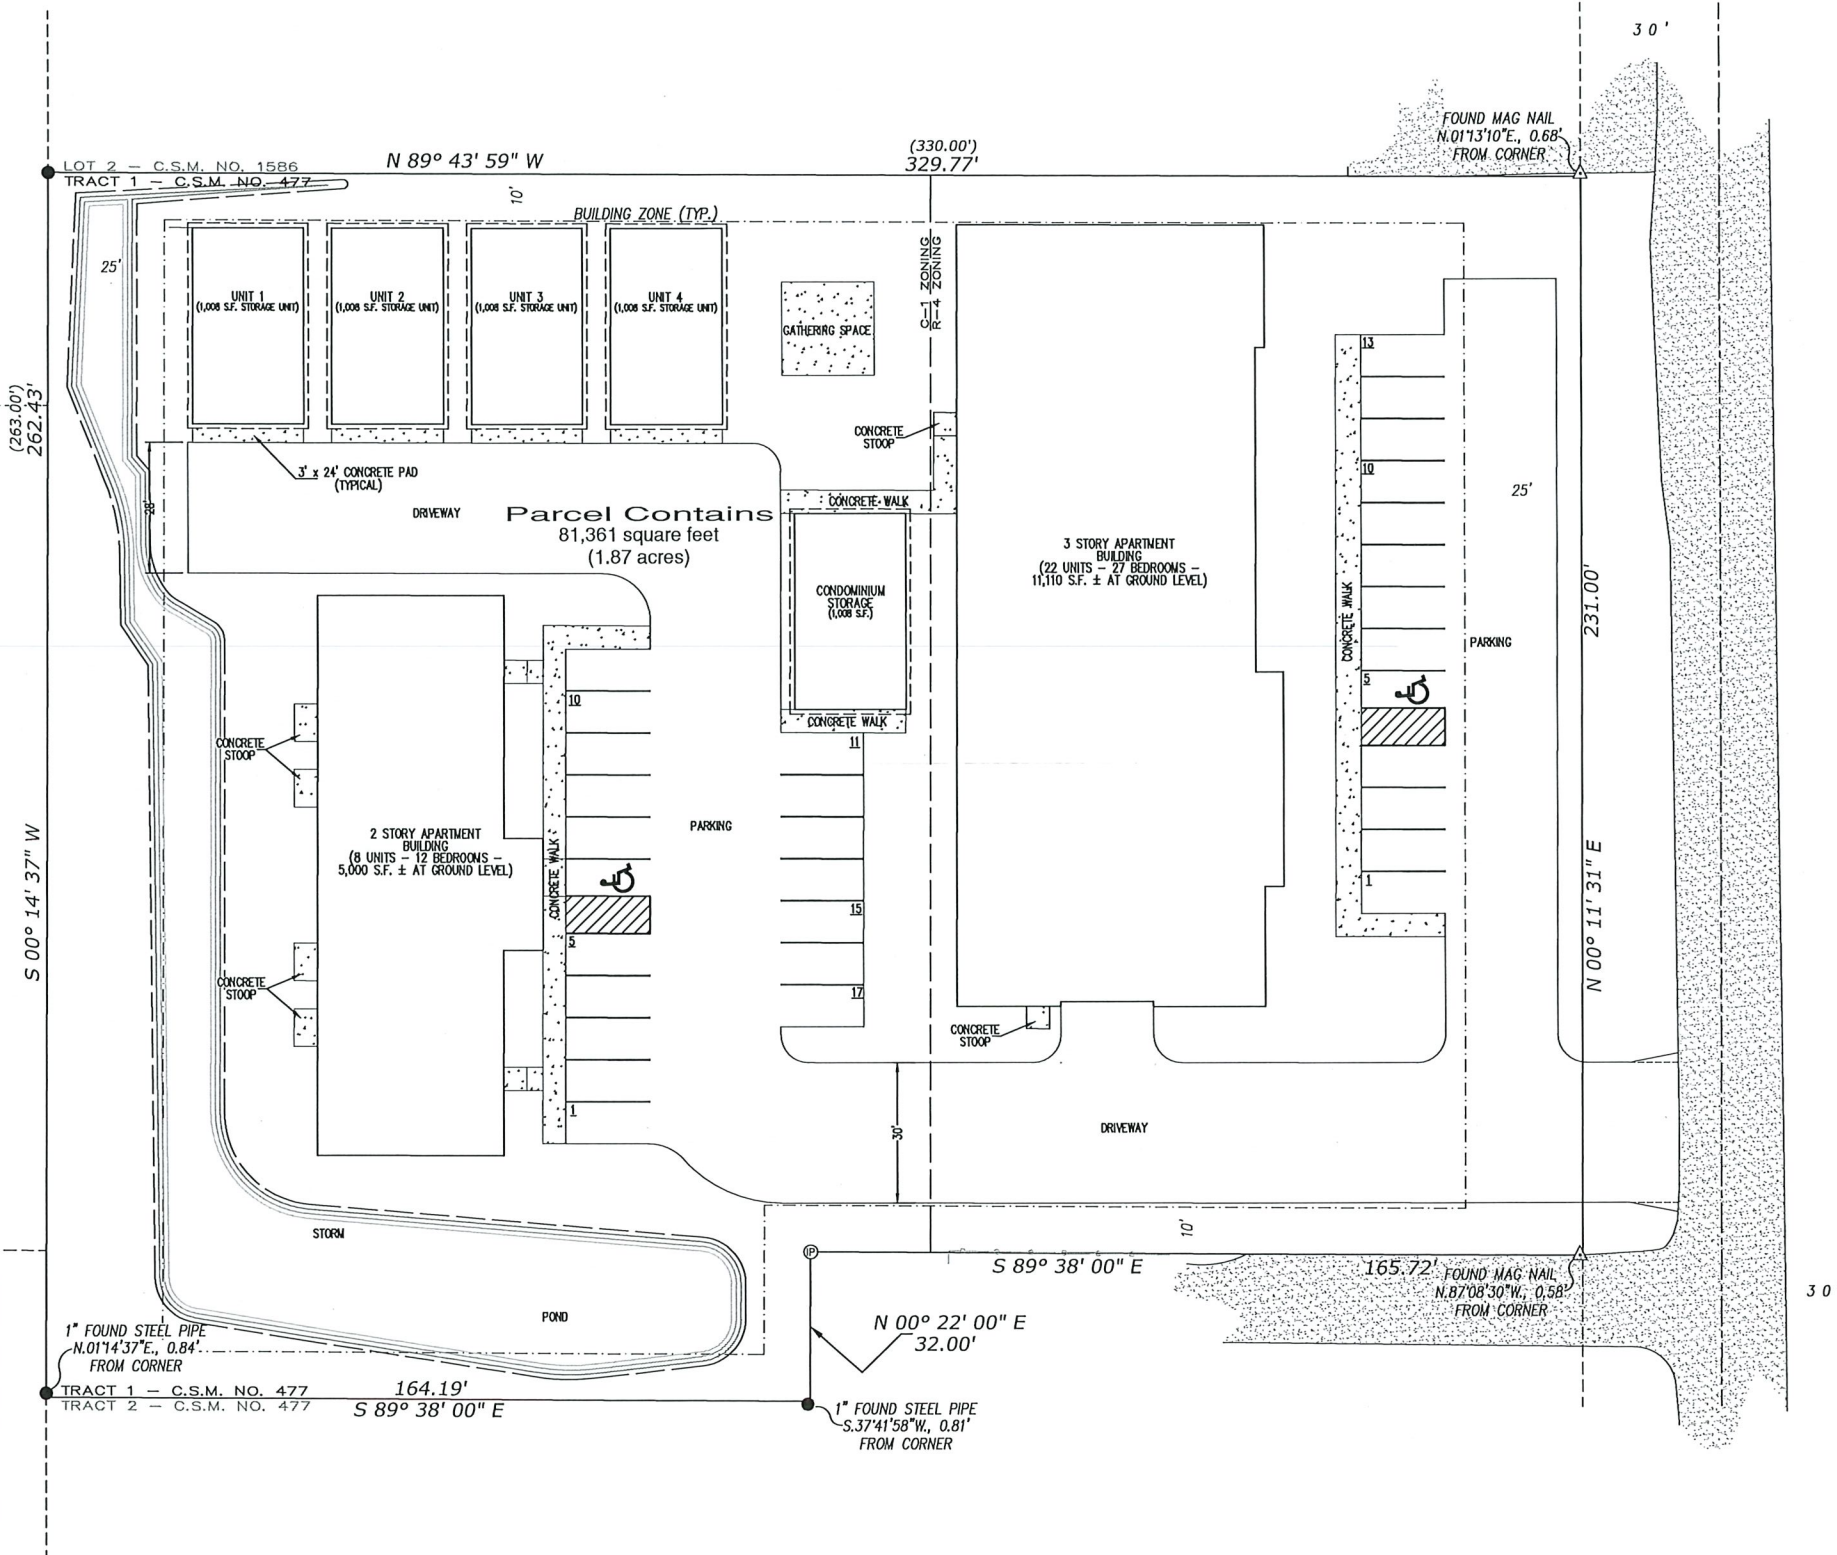 30'
FOUND MAG NAIL
N.01°13'10"E., 0.68'
FROM CORNER
LOT 2 – C.S.M. NO. 1586
TRACT 1 – C.S.M. NO. 477
N 89° 43' 59" W
(330.00')
329.77'
10'
BUILDING ZONE (TYP.)
25'
C-1 ZONING
R-4 ZONING
UNIT 1
(1,008 S.F. STORAGE UNIT)
UNIT 2
(1,008 S.F. STORAGE UNIT)
UNIT 3
(1,008 S.F. STORAGE UNIT)
UNIT 4
(1,008 S.F. STORAGE UNIT)
GATHERING SPACE
13
(263.00')
262.43'
CONCRETE
STOOP
3' x 24' CONCRETE PAD
(TYPICAL)
10
25'
28'
DRIVEWAY
Parcel Contains
81,361 square feet
(1.87 acres)
CONCRETE WALK
3 STORY APARTMENT
BUILDING
(22 UNITS – 27 BEDROOMS –
11,110 S.F. ± AT GROUND LEVEL)
CONDOMINIUM
STORAGE
(1,008 S.F.)
CONCRETE WALK
231.00'
PARKING
5
10
CONCRETE WALK
11
CONCRETE
STOOP
PARKING
2 STORY APARTMENT
BUILDING
(8 UNITS – 12 BEDROOMS –
5,000 S.F. ± AT GROUND LEVEL)
CONCRETE WALK
1
15
5
S 00° 14' 37" W
N 00° 11' 31" E
CONCRETE
STOOP
17
CONCRETE
STOOP
1
30'
DRIVEWAY
STORM
POND
10'
IP
S 89° 38' 00" E
165.72'
FOUND MAG NAIL
N.87°08'30"W., 0.58'
FROM CORNER
30
N 00° 22' 00" E
32.00'
1" FOUND STEEL PIPE
N.01°14'37"E., 0.84'
FROM CORNER
TRACT 1 – C.S.M. NO. 477
TRACT 2 – C.S.M. NO. 477
164.19'
S 89° 38' 00" E
1" FOUND STEEL PIPE
S.37°41'58"W., 0.81'
FROM CORNER